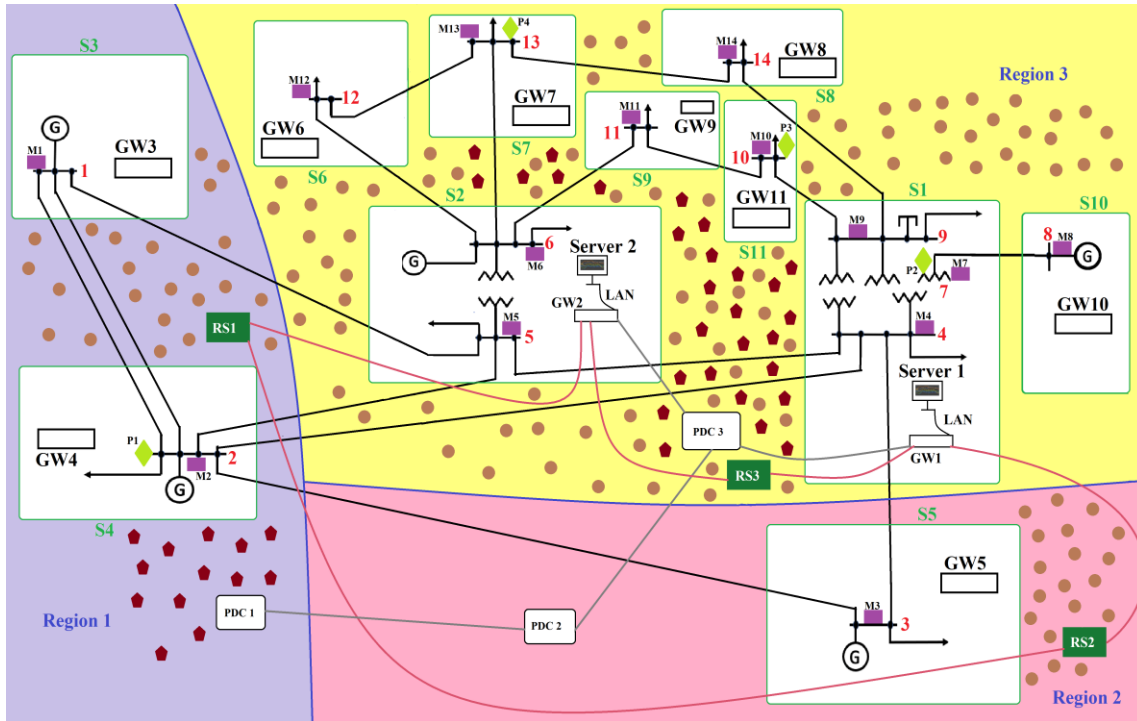 S3
G
M1
1
GW3
M12
12
GW6
S6
M13
P4
13
GW7
S7
M14
14
GW8
S8
Region 3
M11
11
GW9
S9
M10
P3
10
GW11
S11
S2
6
M6
G
Server 2
LAN
GW2
M5
5
S1
M9
9
P2
M7
7
M4
4
Server 1
LAN
GW1
S10
8
M8
G
GW10
RS1
GW4
P1
M2
2
G
S4
PDC 3
RS3
S5
GW5
M3
3
G
RS2
Region 1
PDC 1
PDC 2
Region 2